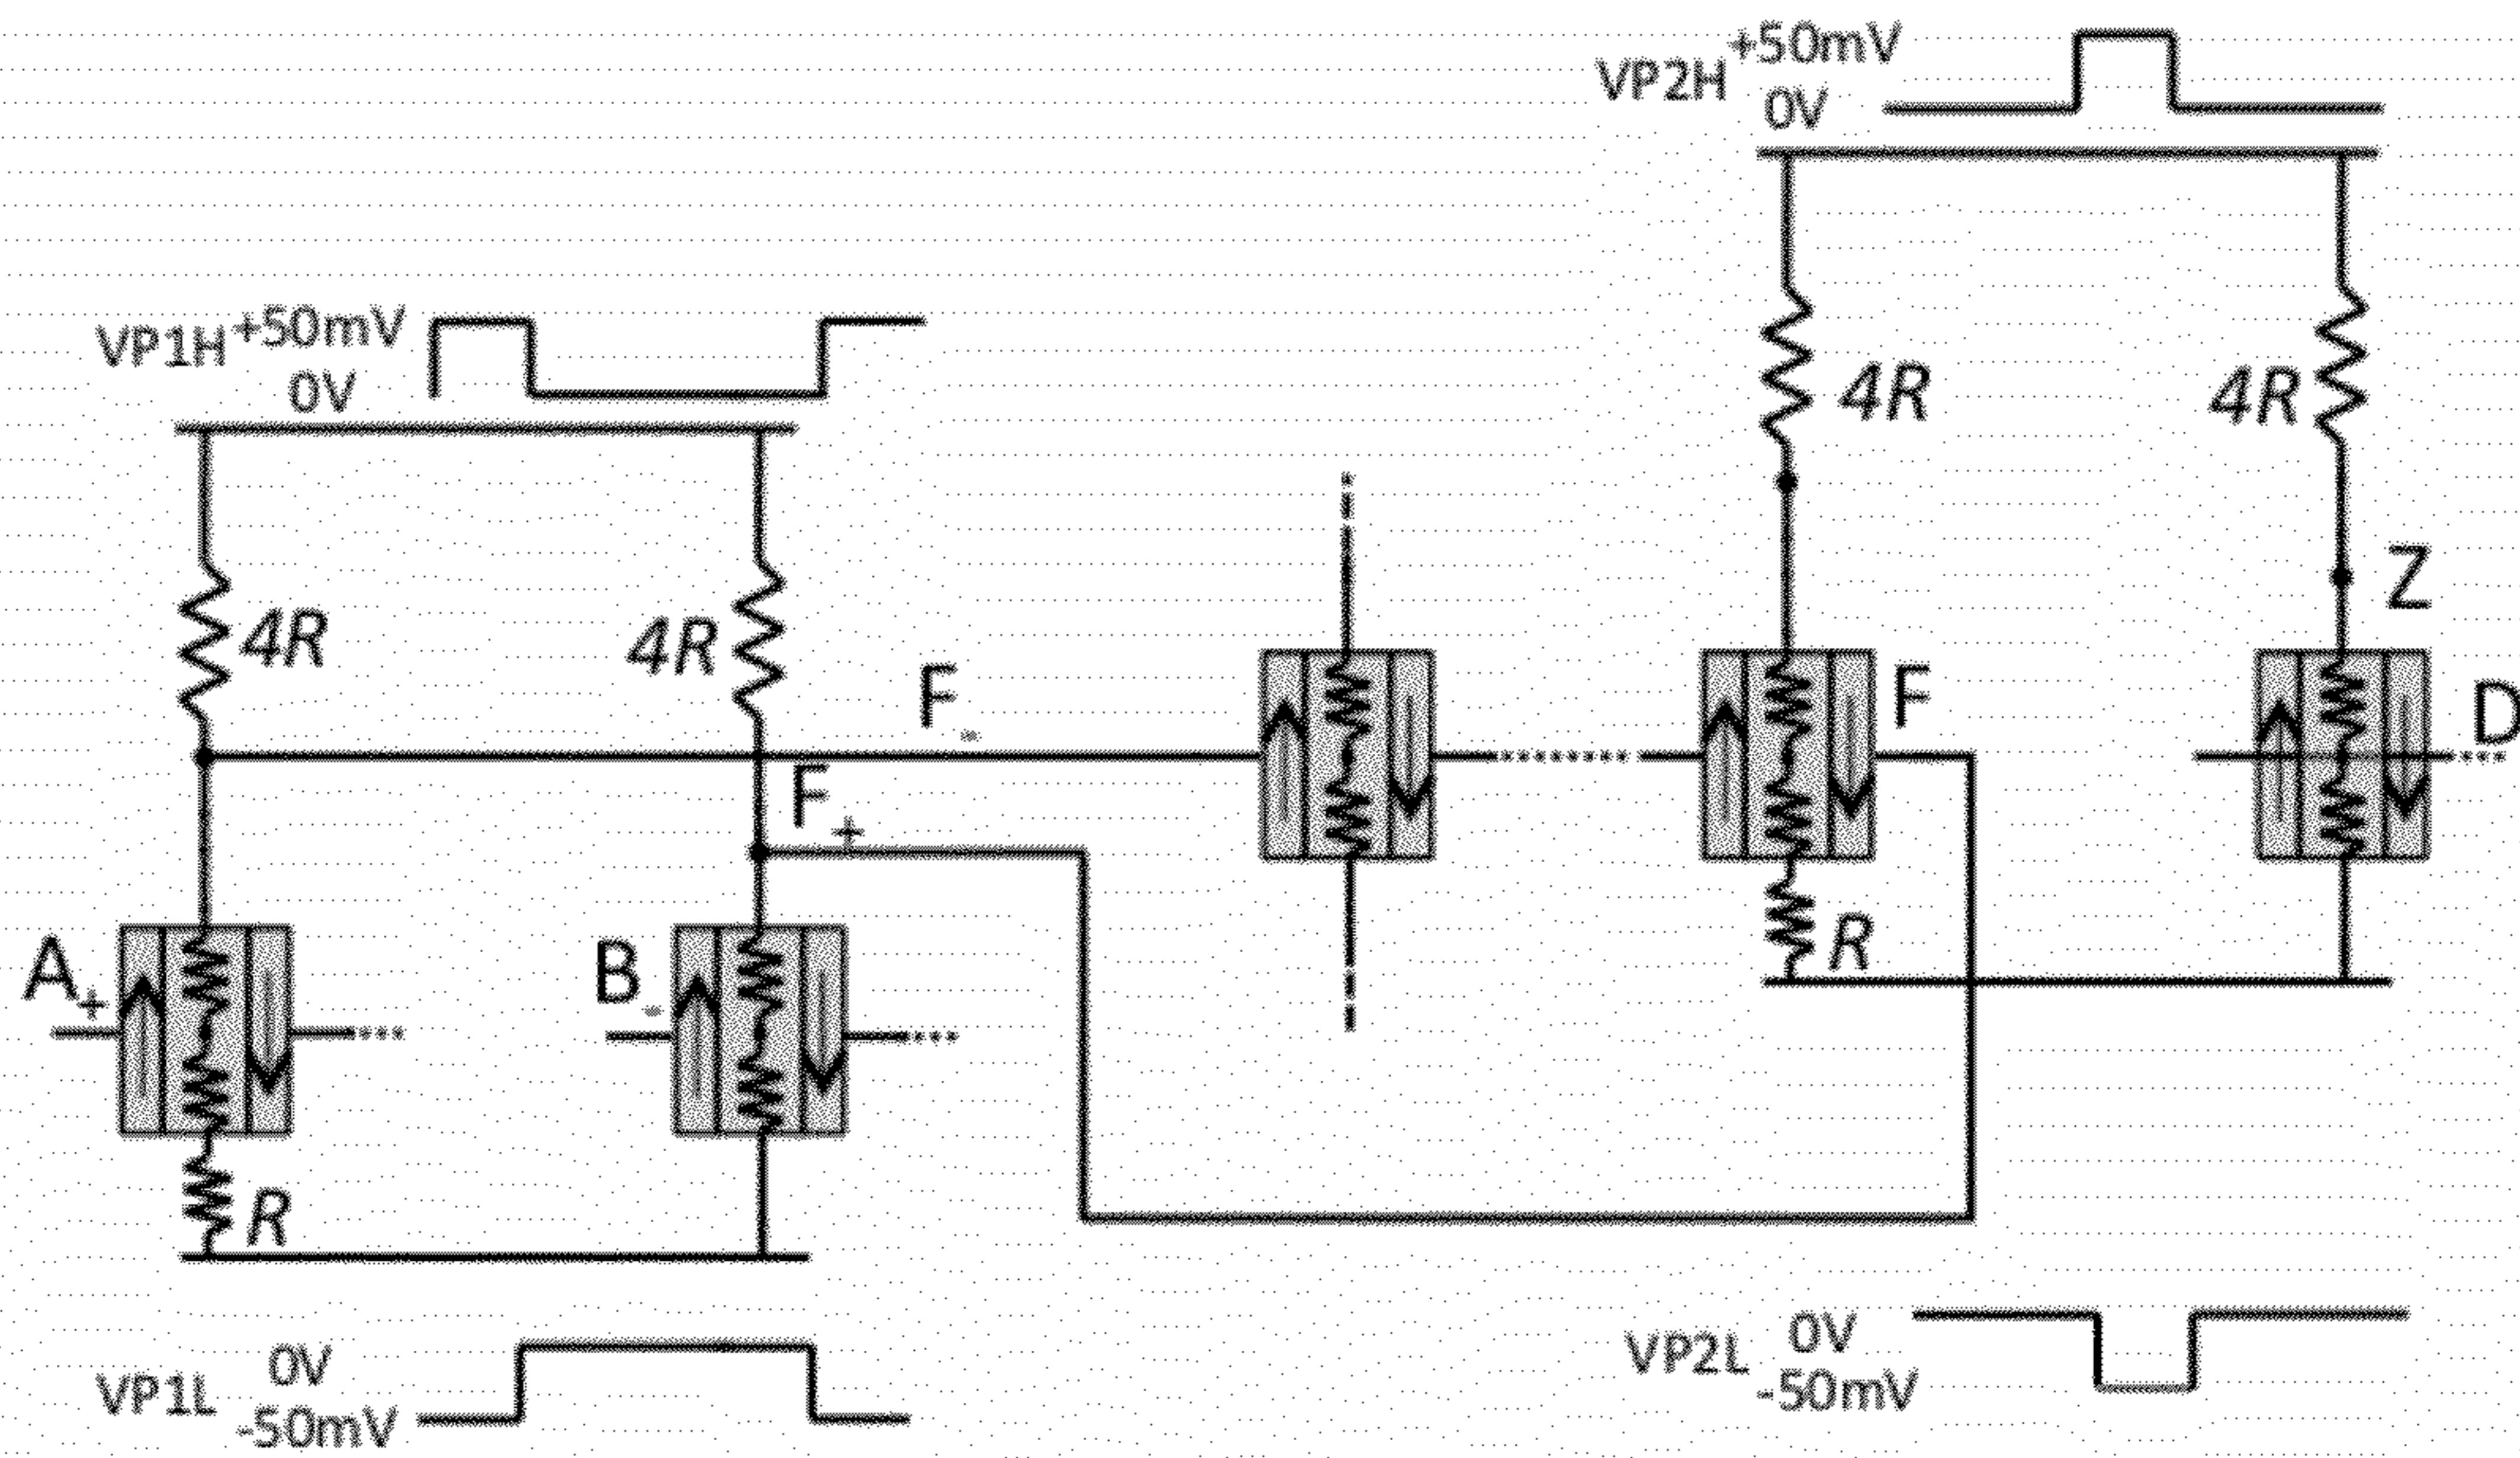 VP2H +50mV
0V
VP1H +50mV
0V
4R
4R
4R
4R
Z
F-
F
D
F+
A+
B-
R
R
VP1L 0V
-50mV
VP2L 0V
-50mV